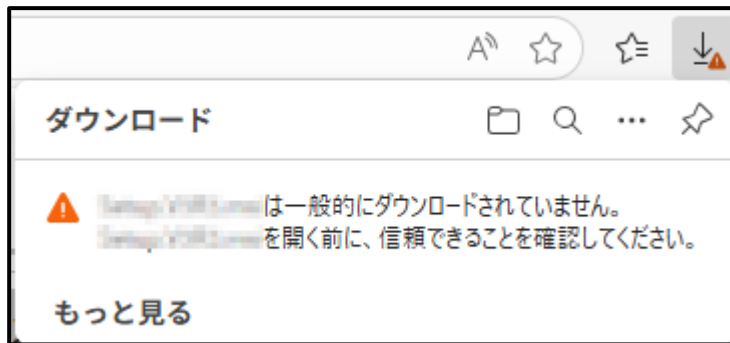 ダウンロード
は一般的にダウンロードされていません。
を開く前に、信頼できることを確認してください。
もっと見る